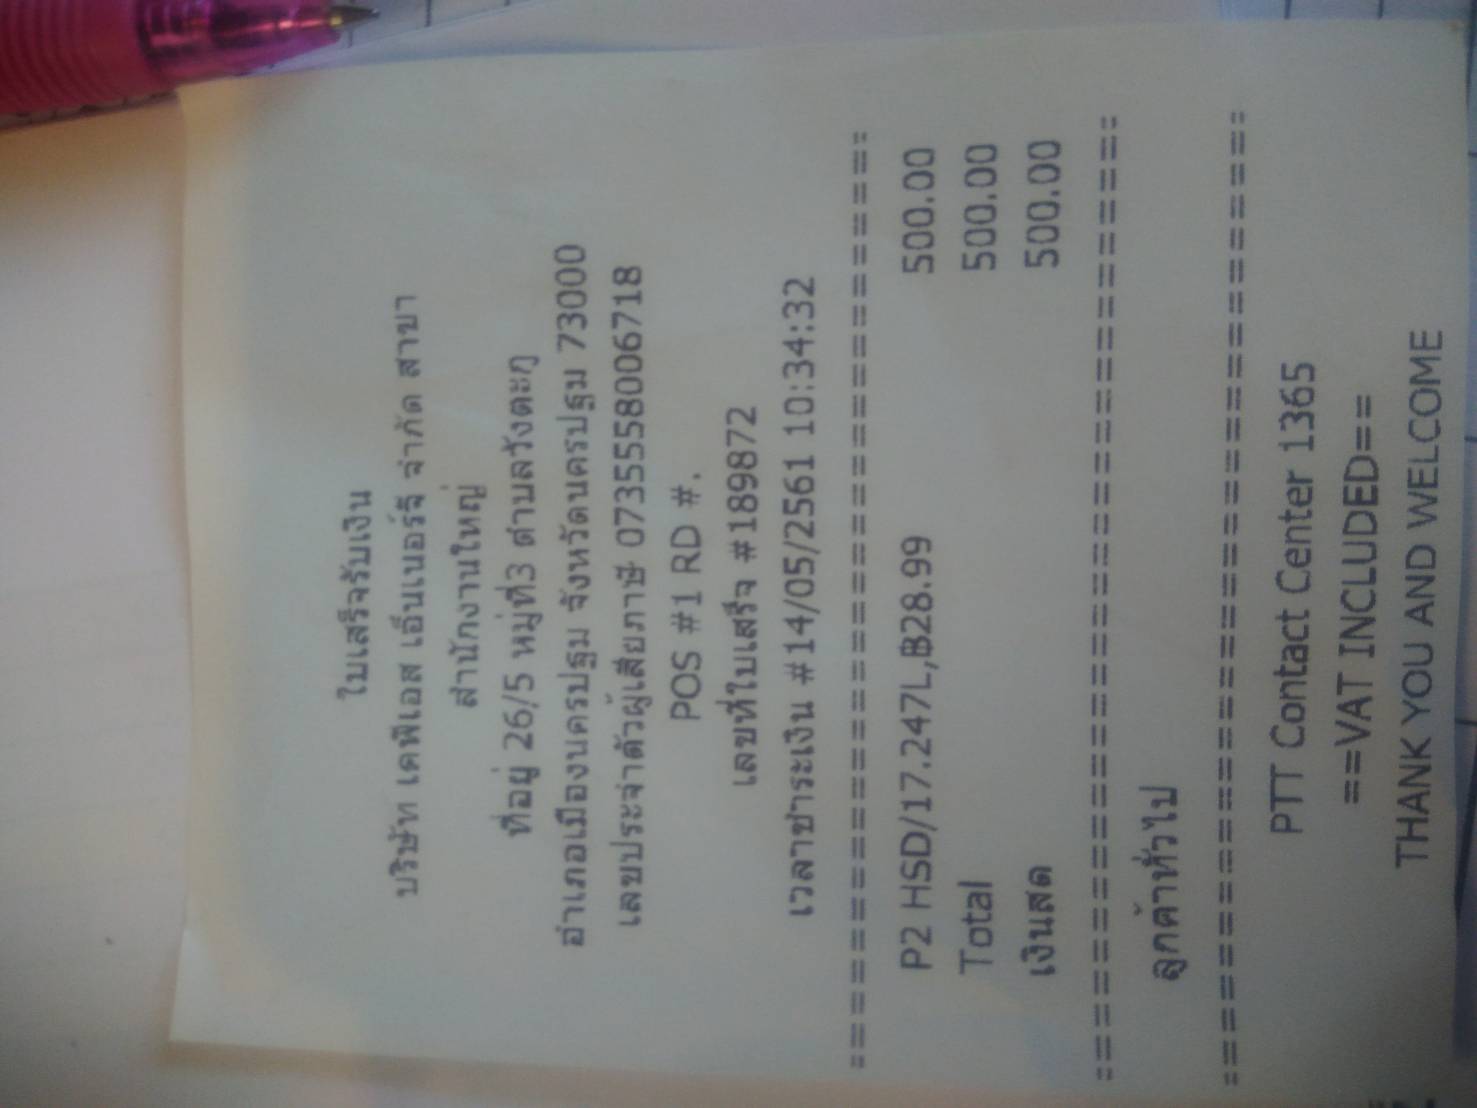 ใบเสร็จรับเงิน
บริษัท เคพีเอส เอ็นเนอร์จี จำกัด สาขา
สำนักงานใหญ่
ที่อยู่ 26/5 หมู่ที่3 ตำบลวังตะกู
อำเภอเมืองนครปฐม จังหวัดนครปฐม 73000
เลขประจำตัวผู้เสียภาษี 0735558006718
POS #1 RD #.
เลขที่ใบเสร็จ #189872
เวลาชำระเงิน #14/05/2561 10:34:32
P2 HSD/17.247L,฿28.99 500.00
Total 500.00
เงินสด 500.00
ลูกค้าทั่วไป
PTT Contact Center 1365
==VAT INCLUDED==
THANK YOU AND WELCOME